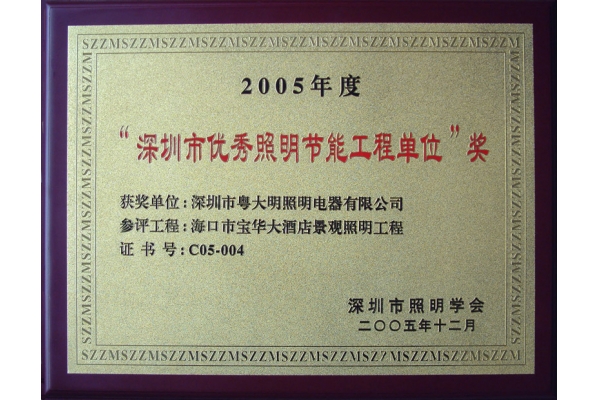 2005年度
“深圳市优秀照明节能工程单位”奖
获奖单位:深圳市粤大明照明电器有限公司
参评工程:海口市宝华大酒店景观照明工程
证书号:C05-004
深圳市照明学会
二〇〇五年十二月